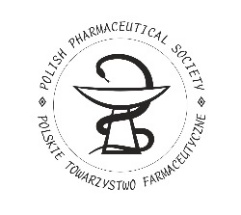 POLISH PHARMACEUTICAL SOCIETY
POLSKIE TOWARZYSTWO FARMACEUTYCZNE